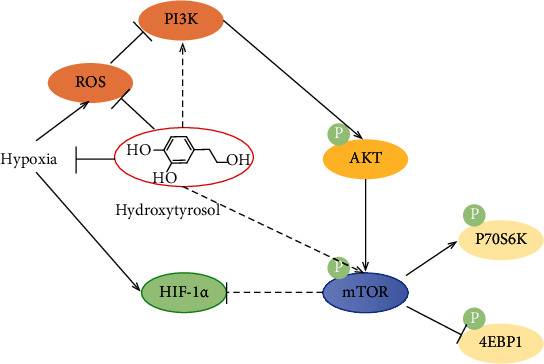 PI3K
ROS
P
AKT
Hypoxia
HO
OH
HO
Hydroxytyrosol
P
P70S6K
P
HIF-1α
mTOR
P
4EBP1